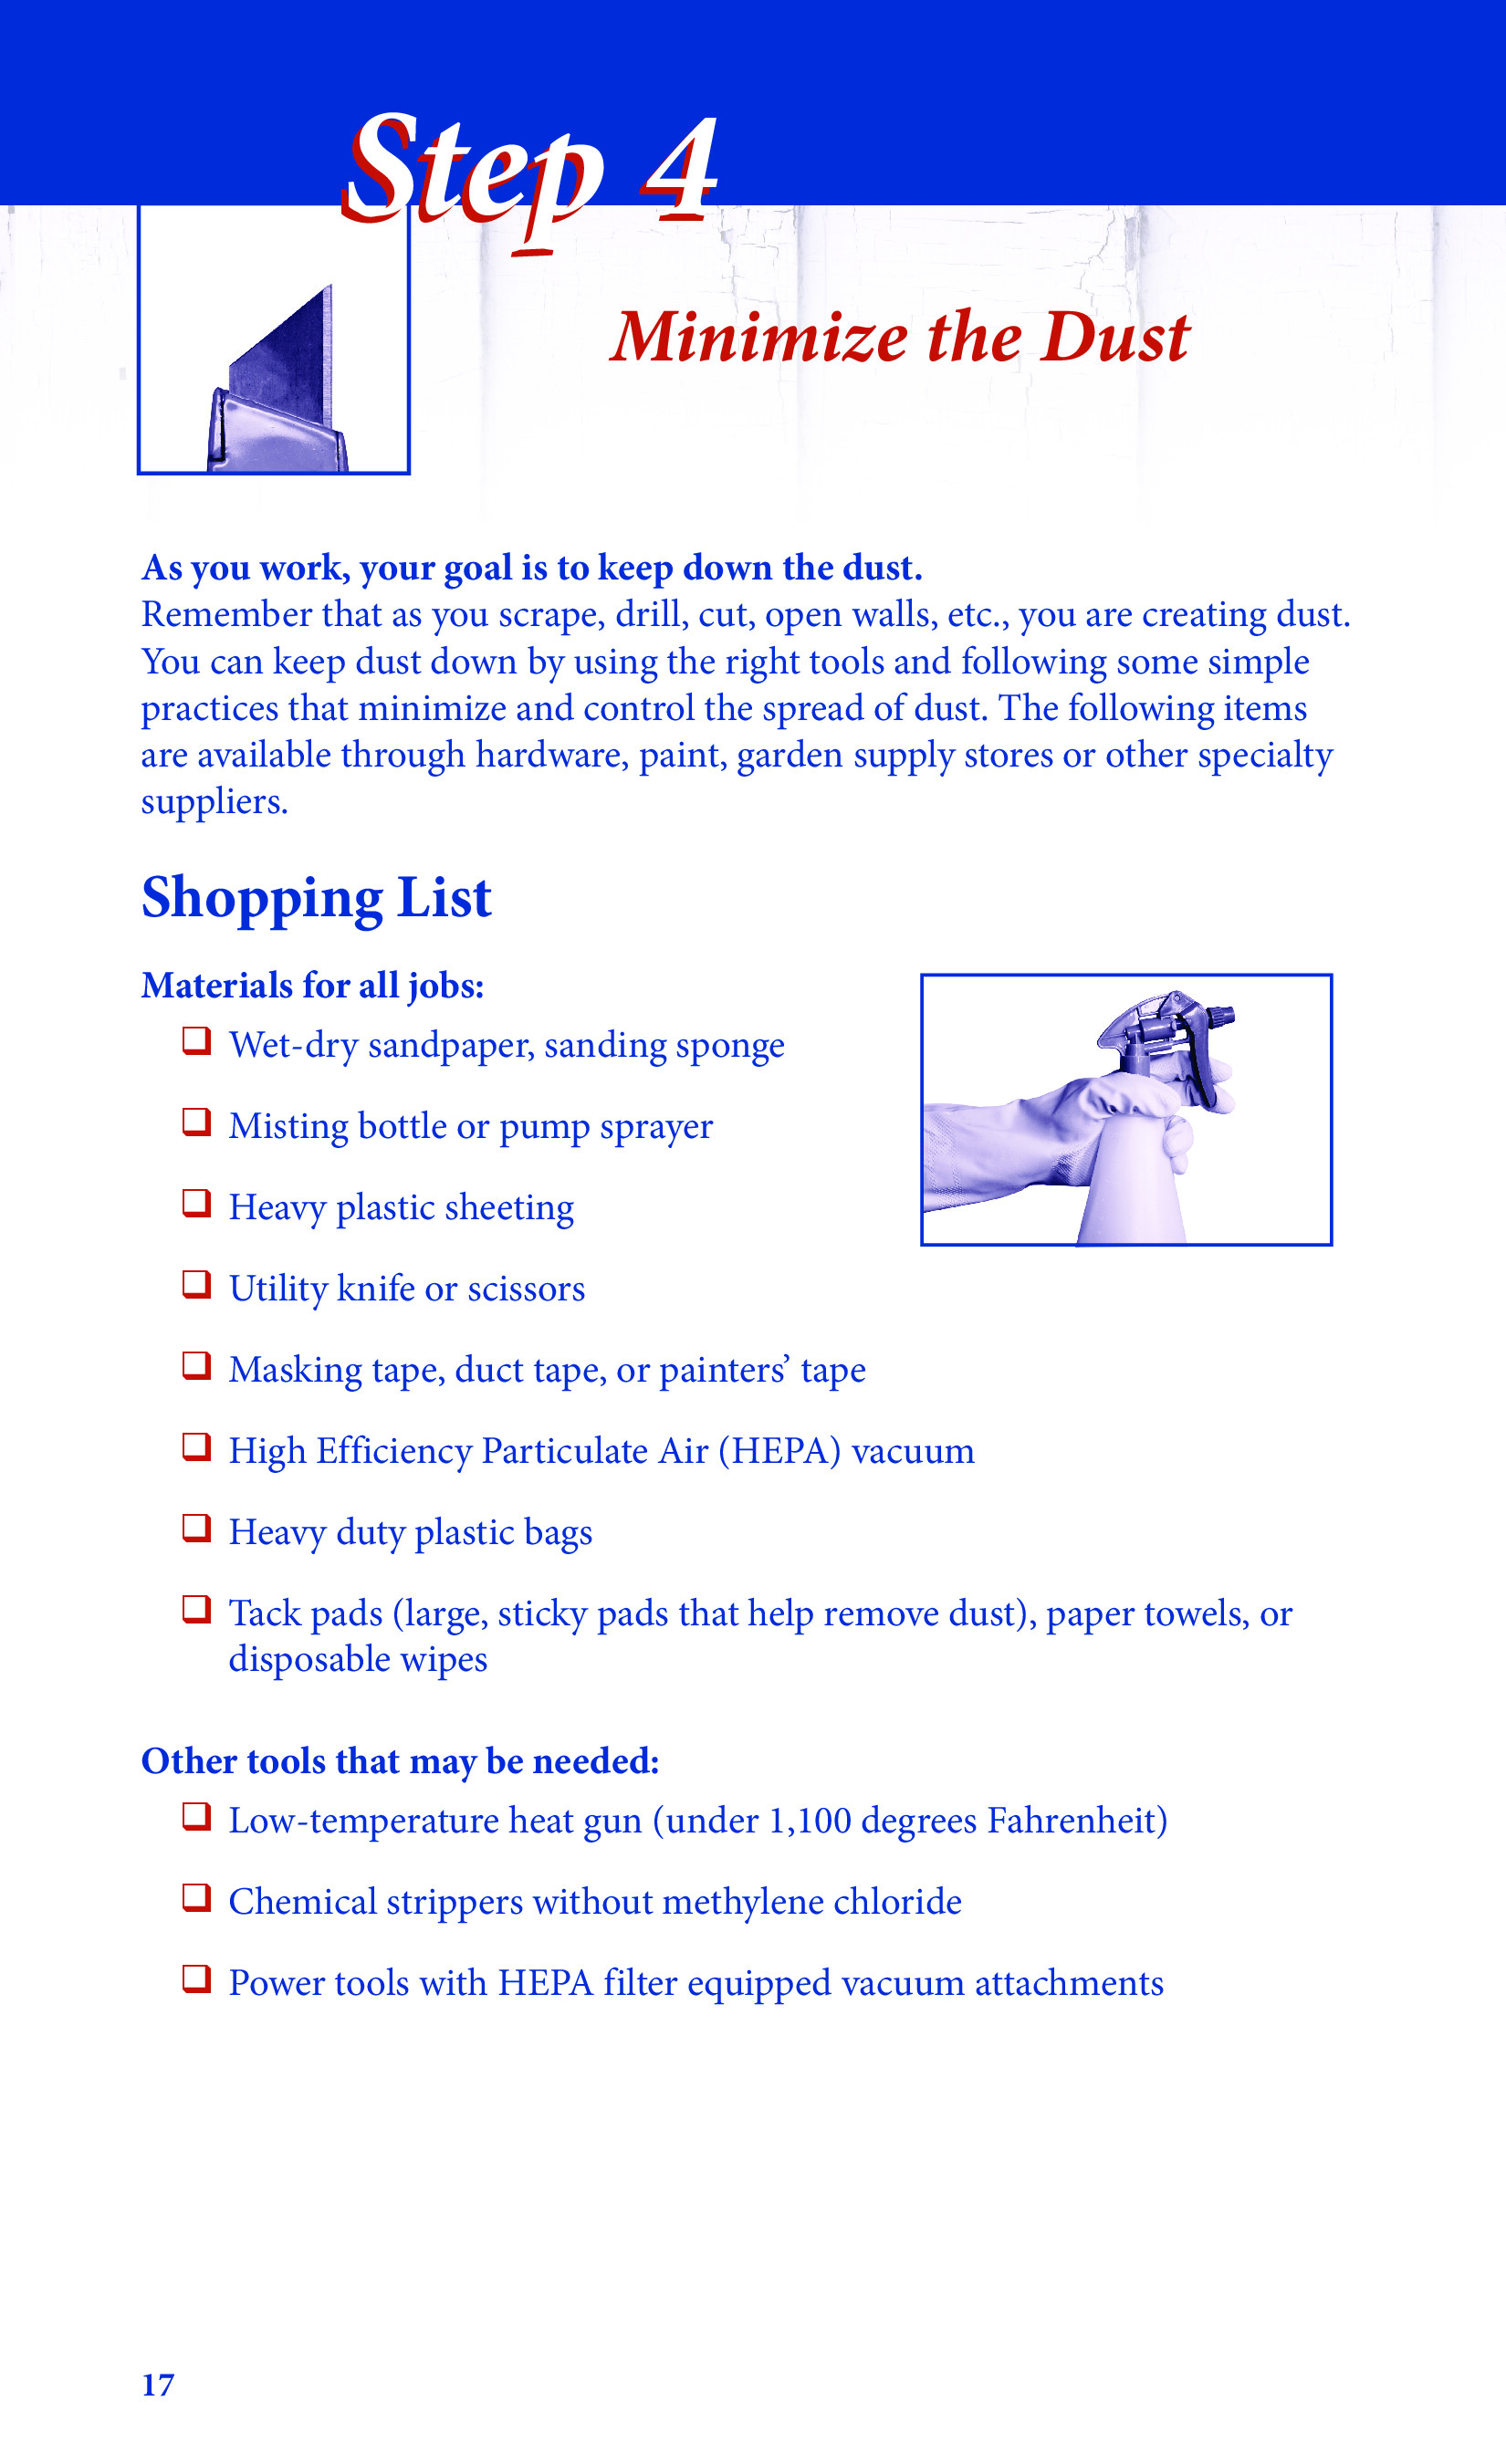 Step 4
Minimize the Dust
As you work, your goal is to keep down the dust.
Remember that as you scrape, drill, cut, open walls, etc., you are creating dust.
You can keep dust down by using the right tools and following some simple
practices that minimize and control the spread of dust. The following items
are available through hardware, paint, garden supply stores or other specialty
suppliers.
Shopping List
Materials for all jobs:
❑ Wet-dry sandpaper, sanding sponge
❑ Misting bottle or pump sprayer
❑ Heavy plastic sheeting
❑ Utility knife or scissors
❑ Masking tape, duct tape, or painters’ tape
❑ High Efficiency Particulate Air (HEPA) vacuum
❑ Heavy duty plastic bags
❑ Tack pads (large, sticky pads that help remove dust), paper towels, or
disposable wipes
Other tools that may be needed:
❑ Low-temperature heat gun (under 1,100 degrees Fahrenheit)
❑ Chemical strippers without methylene chloride
❑ Power tools with HEPA filter equipped vacuum attachments
17